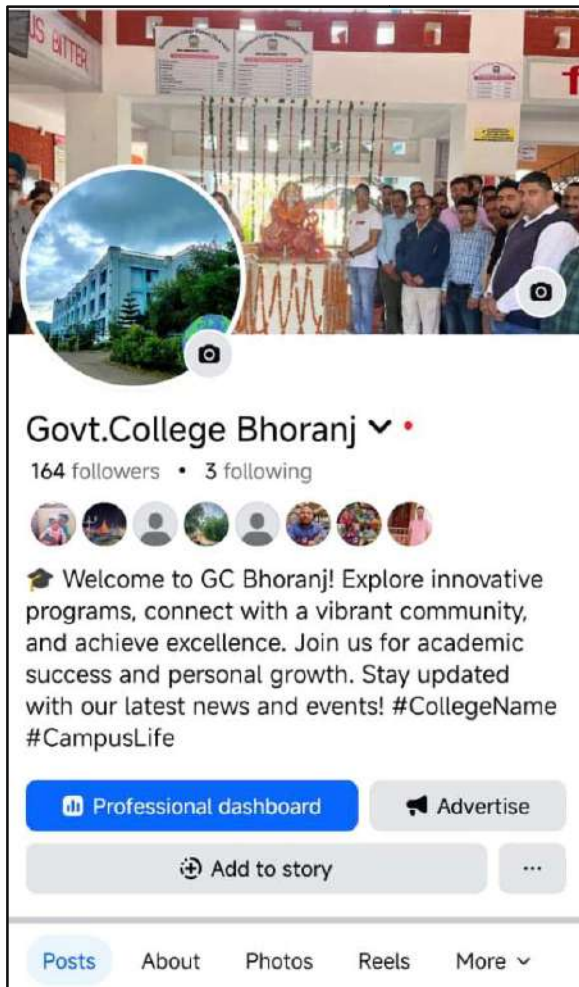 Govt.College Bhoranj
164 followers • 3 following
🎓 Welcome to GC Bhoranj! Explore innovative
programs, connect with a vibrant community,
and achieve excellence. Join us for academic
success and personal growth. Stay updated
with our latest news and events! #CollegeName
#CampusLife
Professional dashboard
Advertise
Add to story
Posts
About
Photos
Reels
More